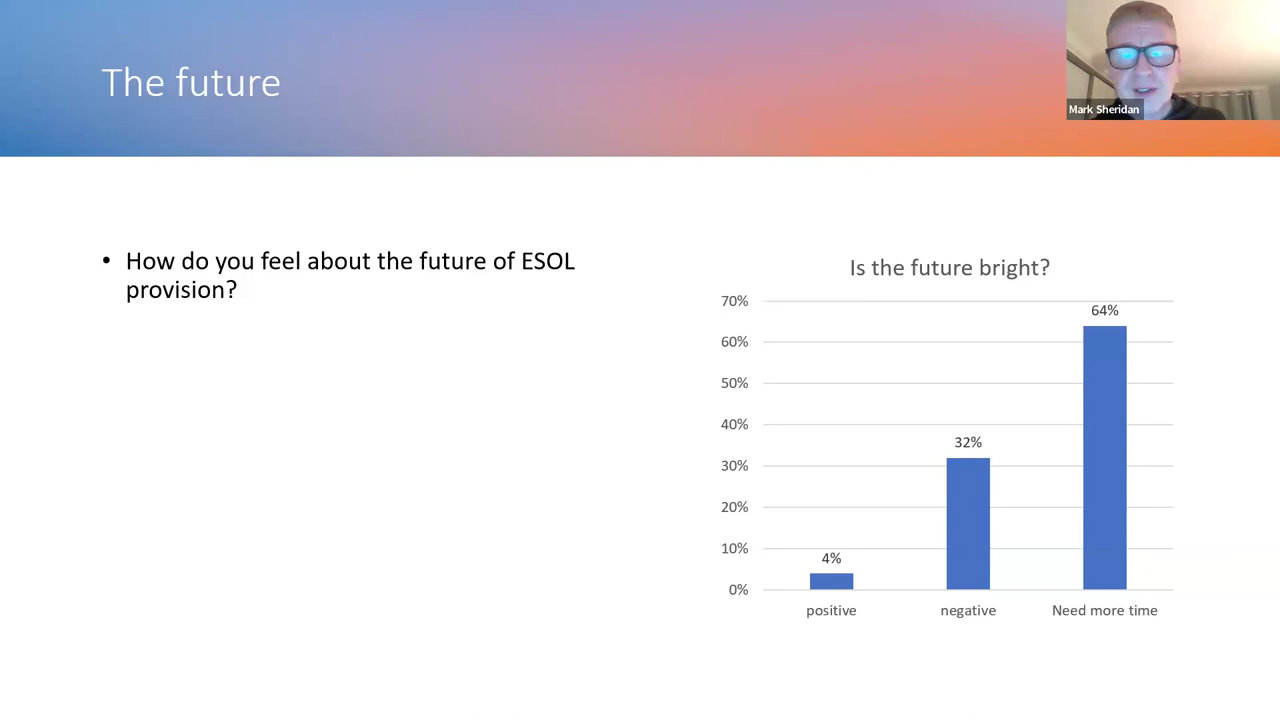 The future
Mark Sheridan
• How do you feel about the future of ESOL
provision?
Is the future bright?
70%
60%
50%
40%
30%
20%
10%
0%
4%
32%
64%
positive
negative
Need more time